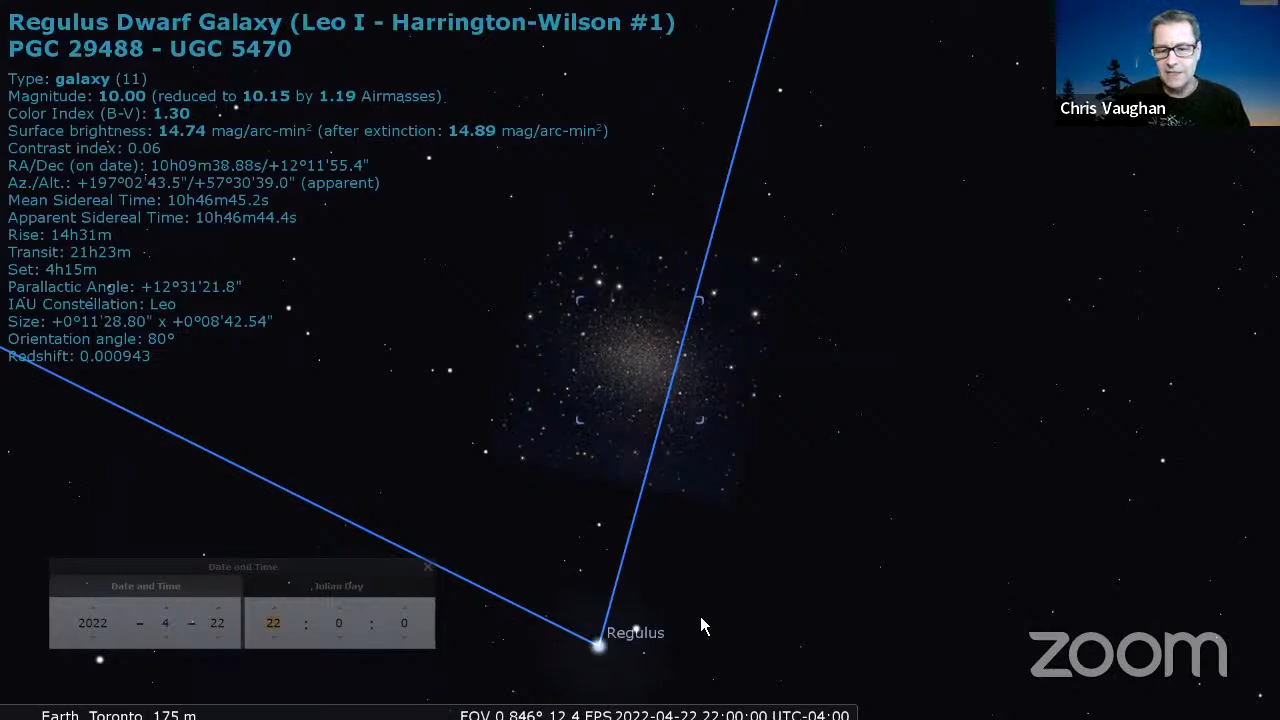 Regulus Dwarf Galaxy (Leo I - Harrington-Wilson #1)
PGC 29488 - UGC 5470
Type: galaxy (11)
Magnitude: 10.00 (reduced to 10.15 by 1.19 Airmasses)
Color Index (B-V): 1.30
Surface brightness: 14.74 mag/arc-min² (after extinction: 14.89 mag/arc-min²)
Contrast index: 0.06
RA/Dec (on date): 10h09m38.88s/+12°11'55.4"
Az./Alt.: +197°02'43.5"/+57°30'39.0" (apparent)
Mean Sidereal Time: 10h46m45.2s
Apparent Sidereal Time: 10h46m44.4s
Rise: 14h31m
Transit: 21h23m
Set: 4h15m
Parallactic Angle: +12°31'21.8"
IAU Constellation: Leo
Size: +0°11'28.80" x +0°08'42.54"
Orientation angle: 80°
Redshift: 0.000943
Chris Vaughan
Date and Time
Date and Time Julian Day
2022 - 4 - 22 22 : 0 : 0
Regulus
zoom
Earth, Toronto, 175 m FOV 0.846° 12.4 FPS 2022-04-22 22:00:00 UTC-04:00